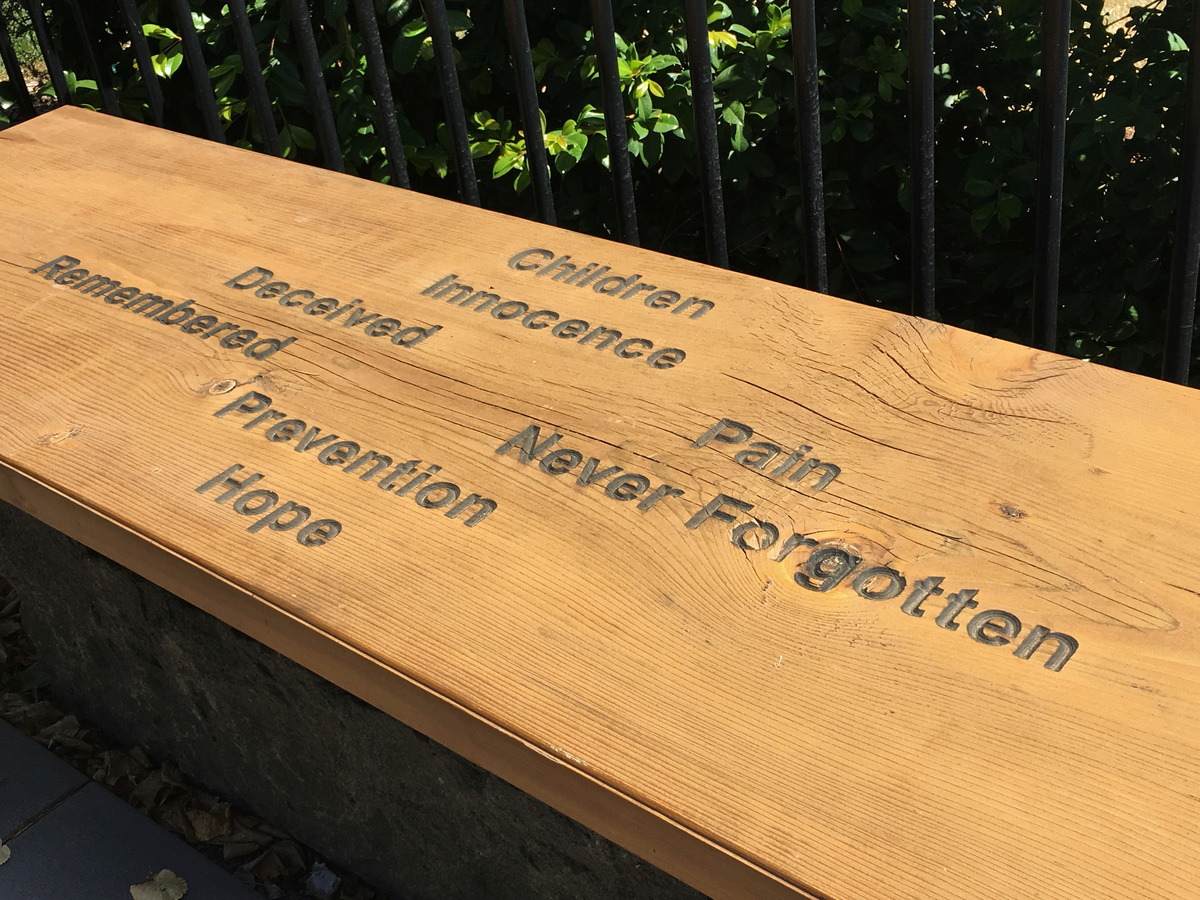 Children
Innocence
Deceived
Remembered
Pain
Never Forgotten
Prevention
Hope